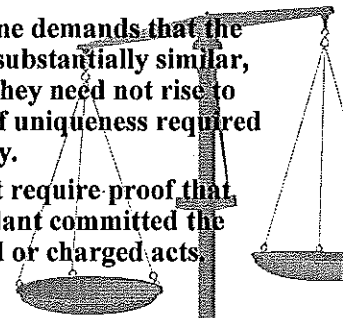 ne demands that the
substantially similar,
hey need not rise to
f uniqueness required
y.
t require proof that
lant committed the
l or charged acts.